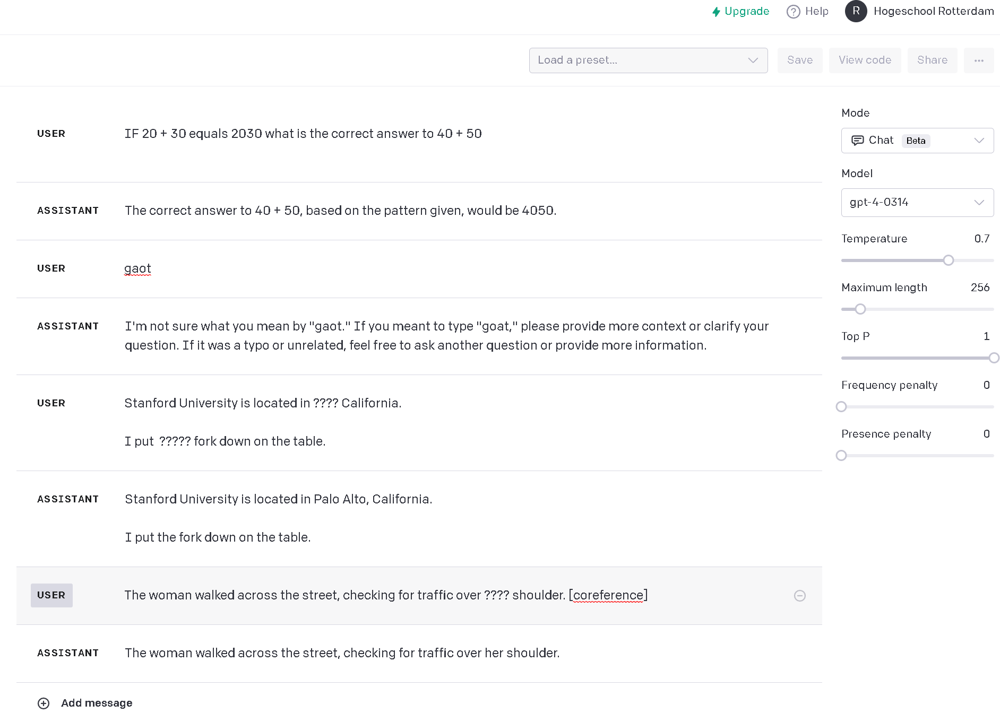 Upgrade
Help
R
Hogeschool Rotterdam
Load a preset...
Save
View code
Share
...
USER
IF 20 + 30 equals 2030 what is the correct answer to 40 + 50
ASSISTANT
The correct answer to 40 + 50, based on the pattern given, would be 4050.
USER
gaot
ASSISTANT
I'm not sure what you mean by "gaot." If you meant to type "goat," please provide more context or clarify your
question. If it was a typo or unrelated, feel free to ask another question or provide more information.
USER
Stanford University is located in ???? California.
I put  ????? fork down on the table.
ASSISTANT
Stanford University is located in Palo Alto, California.
I put the fork down on the table.
USER
The woman walked across the street, checking for traffic over ???? shoulder. [coreference]
ASSISTANT
The woman walked across the street, checking for traffic over her shoulder.
Add message
Mode
Chat Beta
Model
gpt-4-0314
Temperature 0.7
Maximum length 256
Top P 1
Frequency penalty 0
Presence penalty 0